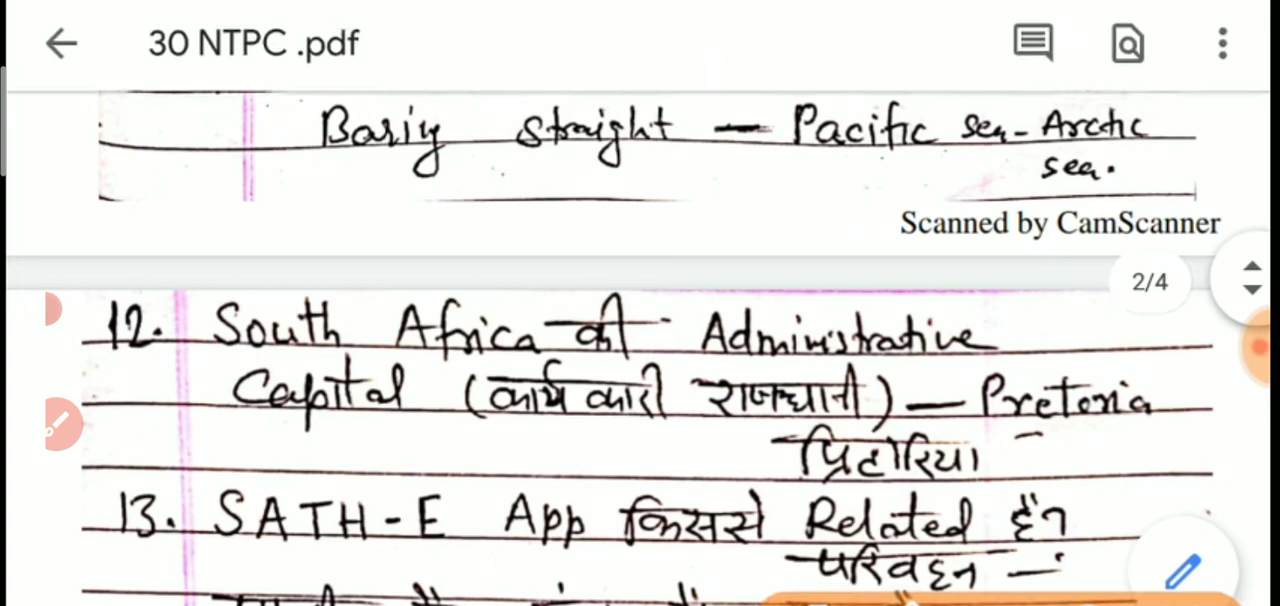 30 NTPC .pdf
Bariy straight – Pacific sea - Arctic
sea.
Scanned by CamScanner
2/4
12. South Africa की Administrative
Capital (कार्य कारी राजधानी) – Pretoria
प्रिटोरिया
13. SATH-E App किससे Related है?
परिवहन –